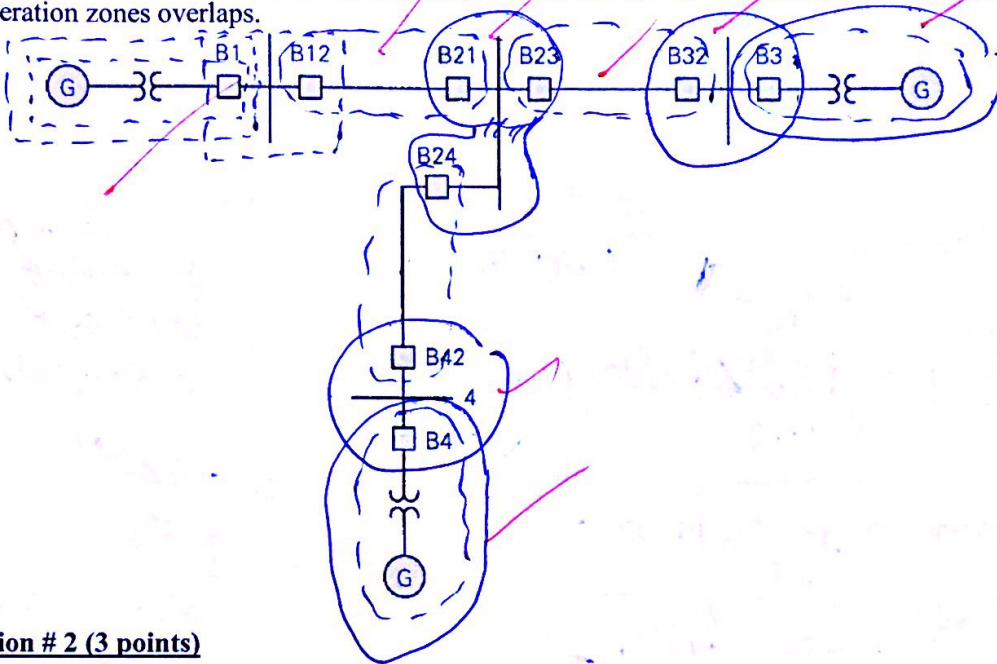 eration zones overlaps.
B1 B12 B21 B23 B32 B3
G G
B24
B42
4
B4
G
ion # 2 (3 points)